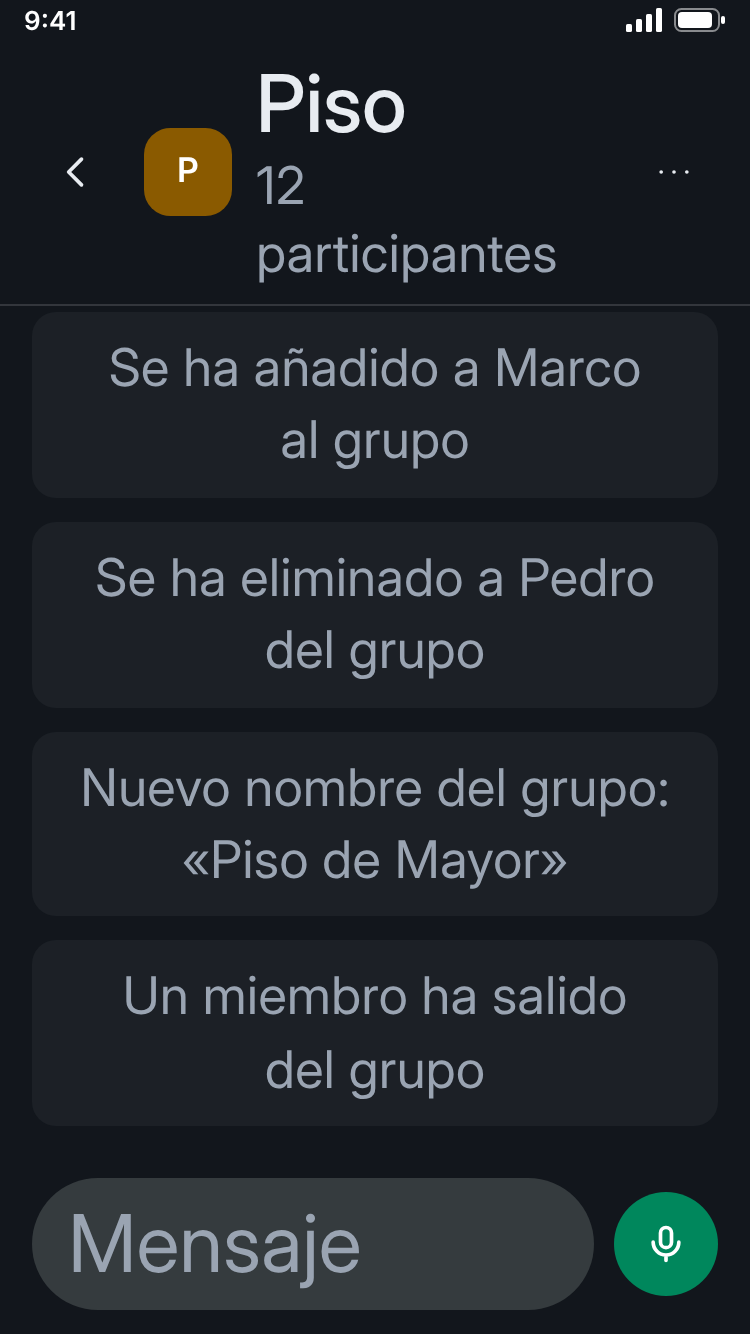 9:41
Piso
P
12
participantes
...
Se ha añadido a Marco
al grupo
Se ha eliminado a Pedro
del grupo
Nuevo nombre del grupo:
«Piso de Mayor»
Un miembro ha salido
del grupo
Mensaje